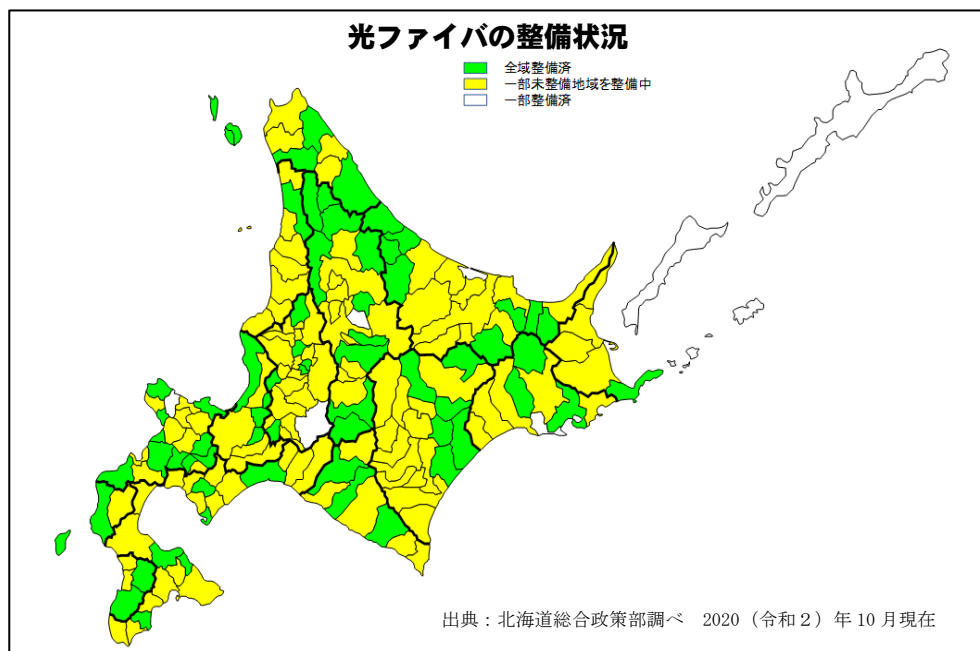 光ファイバの整備状況
全域整備済
一部未整備地域を整備中
一部整備済
出典：北海道総合政策部調べ　2020（令和２）年 10 月現在